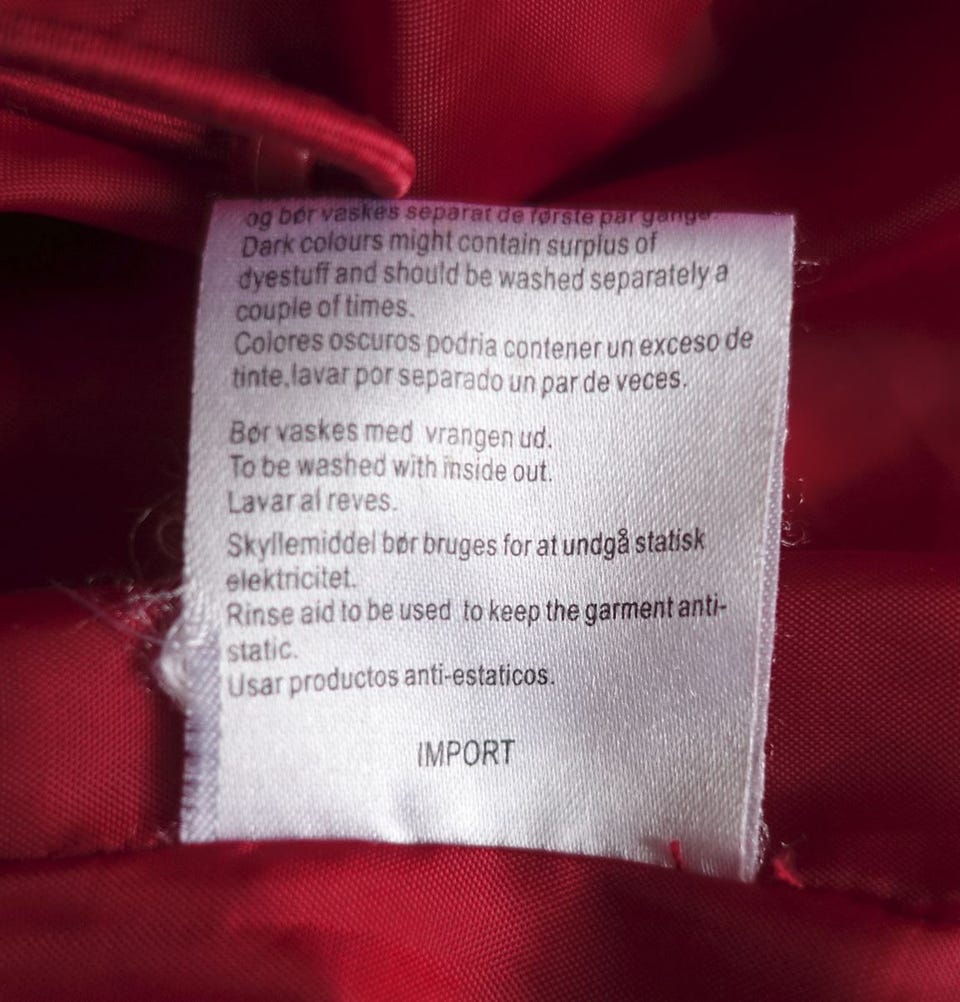 og bør vaskes separat de første par gange.
Dark colours might contain surplus of
dyestuff and should be washed separately a
couple of times.
Colores oscuros podria contener un exceso de
tinte,lavar por separado un par de veces.
Bør vaskes med vrangen ud.
To be washed with inside out.
Lavar al reves.
Skyllemiddel bør bruges for at undgå statisk
elektricitet.
Rinse aid to be used to keep the garment anti-
static.
Usar productos anti-estaticos.
IMPORT